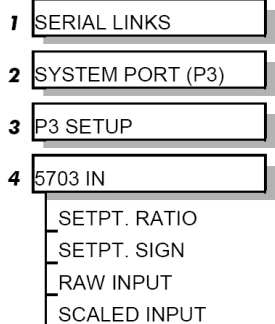 1 SERIAL LINKS
2 SYSTEM PORT (P3)
3 P3 SETUP
4 5703 IN
SETPT. RATIO
SETPT. SIGN
RAW INPUT
SCALED INPUT